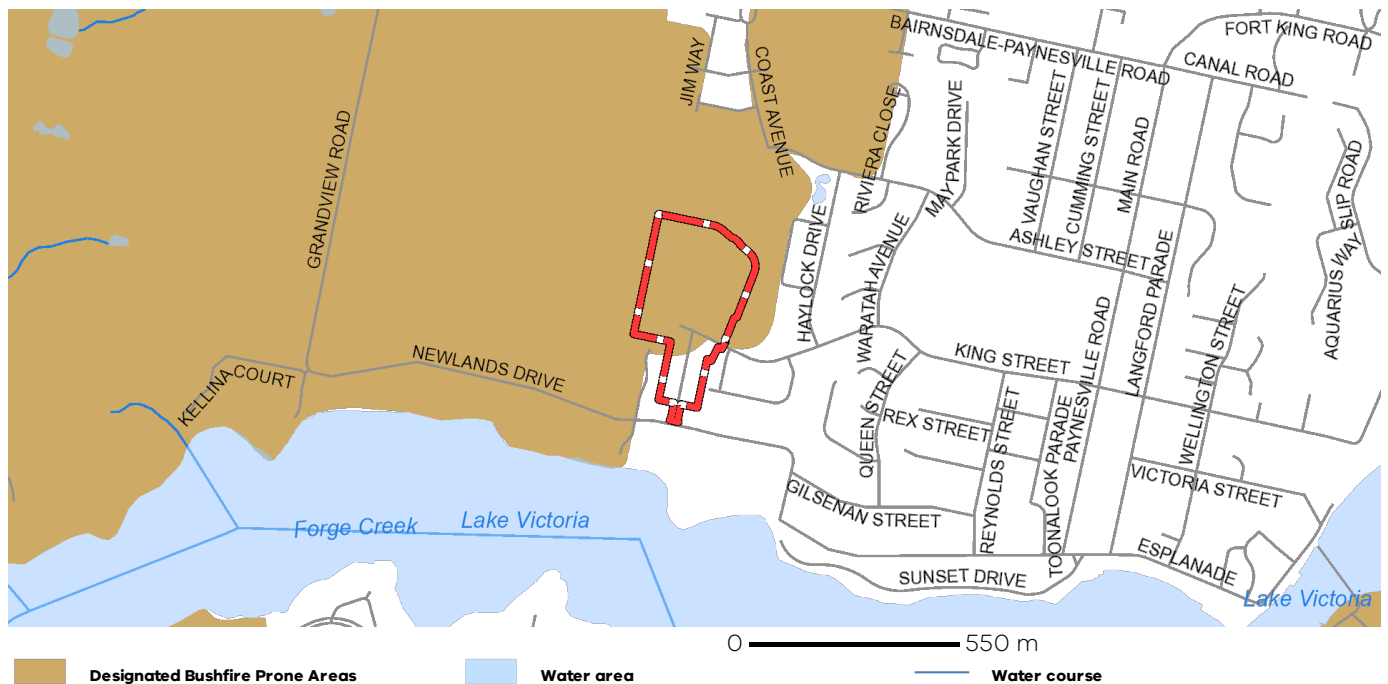 BAIRNSDALE-PAYNESVILLE ROAD
FORT KING ROAD
CANAL ROAD
JIM WAY
COAST AVENUE
GRANDVIEW ROAD
RIVIERA CLOSE
MAY PARK DRIVE
VAUGHAN STREET
CUMMING STREET
MAIN ROAD
SLIP ROAD
AQUARIUS WAY
HAYLOCK DRIVE
WARATAH AVENUE
ASHLEY STREET
LANGFORD PARADE
PAYNESVILLE ROAD
WELLINGTON STREET
KING STREET
NEWLANDS DRIVE
KELLINA COURT
QUEEN STREET
REX STREET
REYNOLDS STREET
TOONALOOK PARADE
VICTORIA STREET
GILSENAN STREET
Forge Creek
Lake Victoria
ESPLANADE
SUNSET DRIVE
Lake Victoria
0 550 m
Designated Bushfire Prone Areas
Water area
Water course